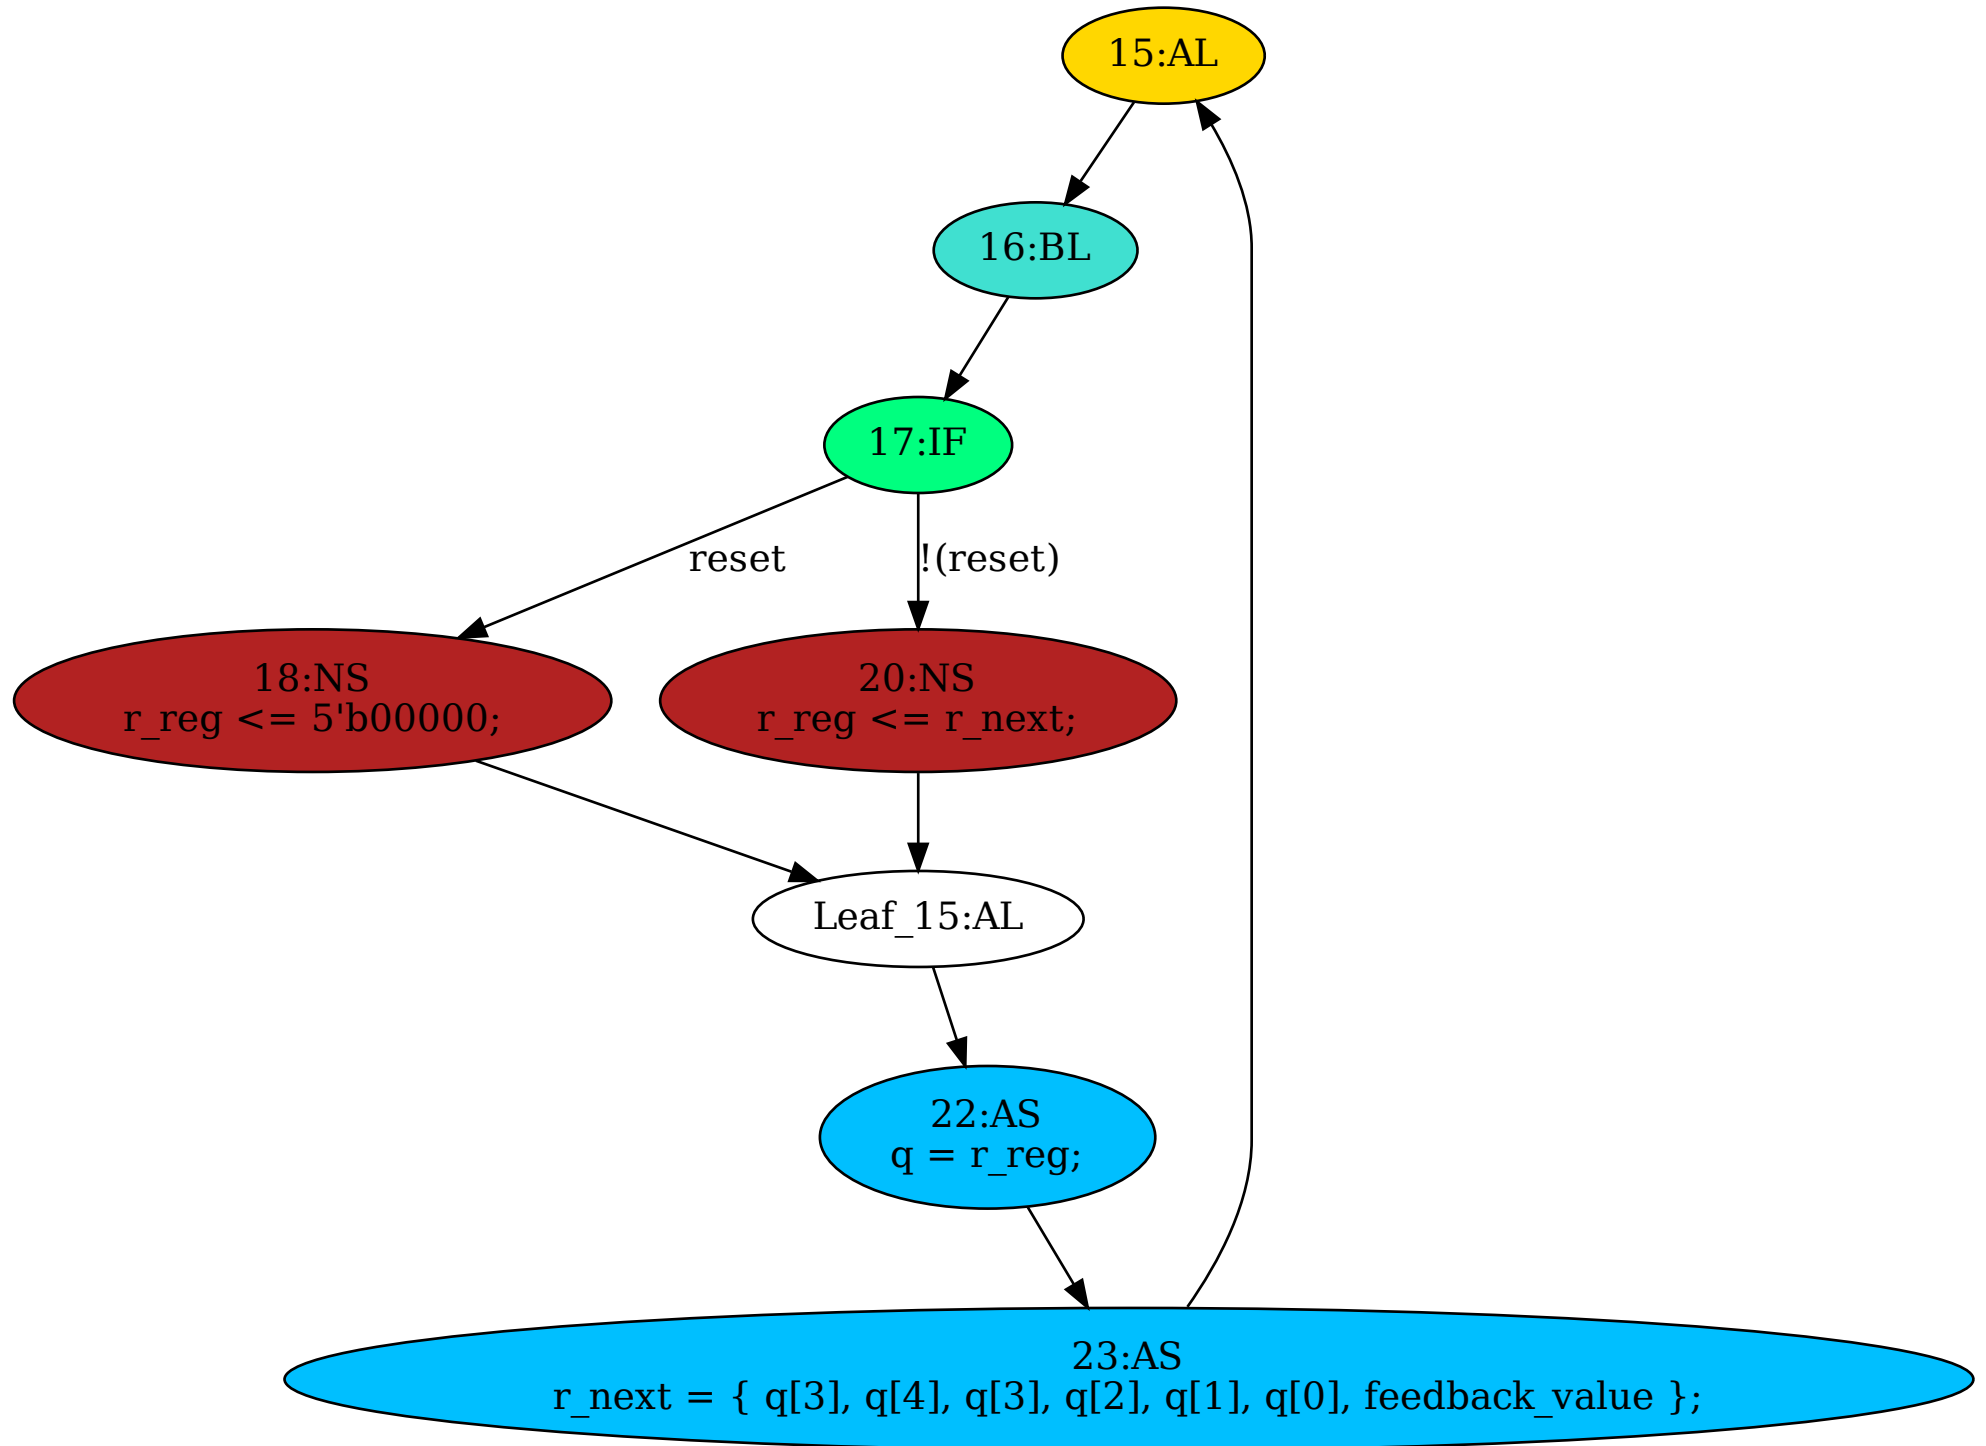 15:AL
16:BL
17:IF
reset
!(reset)
18:NS
r_reg <= 5'b00000;
20:NS
r_reg <= r_next;
Leaf_15:AL
22:AS
q = r_reg;
23:AS
r_next = { q[3], q[4], q[3], q[2], q[1], q[0], feedback_value };